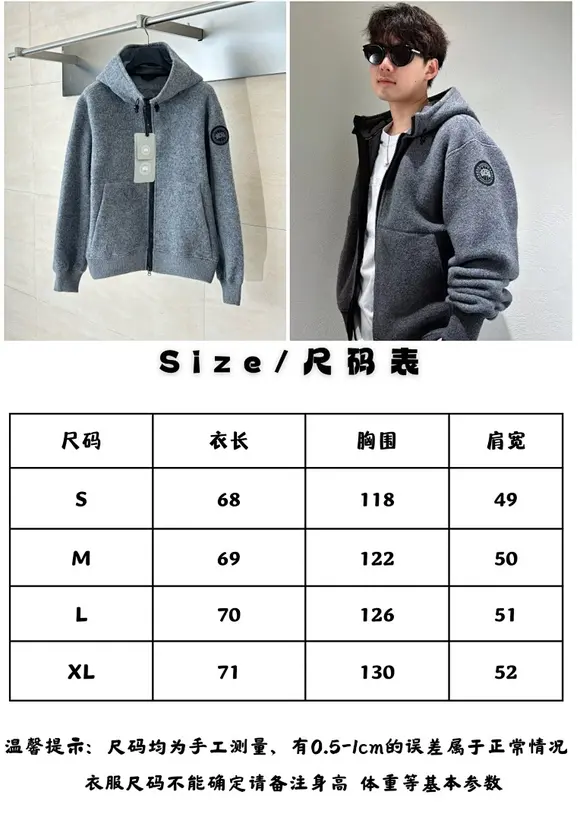 Size/尺码表
尺码 衣长 胸围 肩宽
S 68 118 49
M 69 122 50
L 70 126 51
XL 71 130 52
温馨提示：尺码均为手工测量、有0.5-1cm的误差属于正常情况
衣服尺码不能确定请备注身高 体重等基本参数